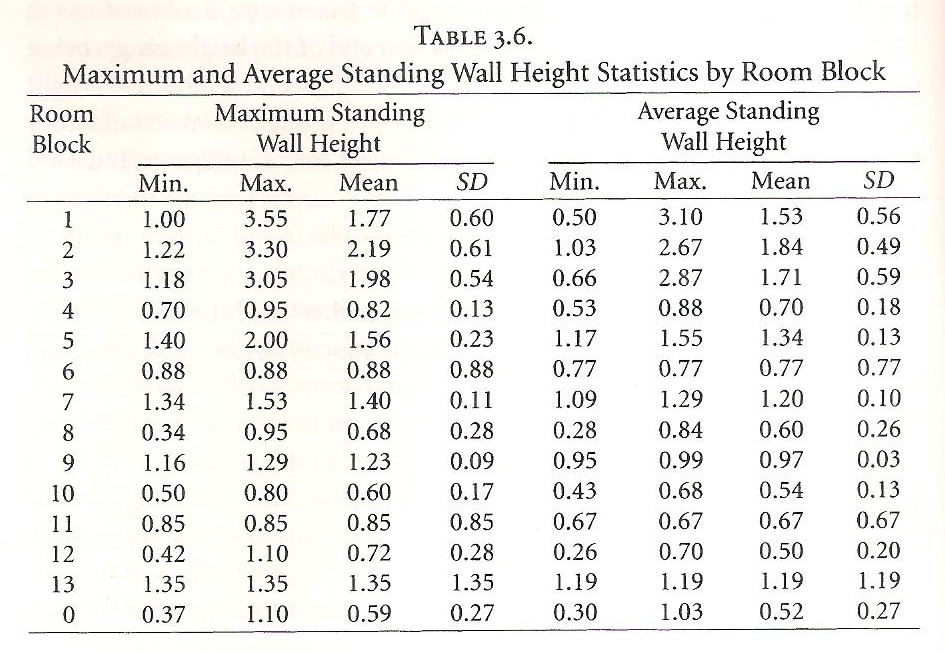 TABLE 3.6.
Maximum and Average Standing Wall Height Statistics by Room Block
Room Maximum Standing Average Standing
Block Wall Height Wall Height
Min. Max. Mean SD Min. Max. Mean SD
1 1.00 3.55 1.77 0.60 0.50 3.10 1.53 0.56
2 1.22 3.30 2.19 0.61 1.03 2.67 1.84 0.49
3 1.18 3.05 1.98 0.54 0.66 2.87 1.71 0.59
4 0.70 0.95 0.82 0.13 0.53 0.88 0.70 0.18
5 1.40 2.00 1.56 0.23 1.17 1.55 1.34 0.13
6 0.88 0.88 0.88 0.88 0.77 0.77 0.77 0.77
7 1.34 1.53 1.40 0.11 1.09 1.29 1.20 0.10
8 0.34 0.95 0.68 0.28 0.28 0.84 0.60 0.26
9 1.16 1.29 1.23 0.09 0.95 0.99 0.97 0.03
10 0.50 0.80 0.60 0.17 0.43 0.68 0.54 0.13
11 0.85 0.85 0.85 0.85 0.67 0.67 0.67 0.67
12 0.42 1.10 0.72 0.28 0.26 0.70 0.50 0.20
13 1.35 1.35 1.35 1.35 1.19 1.19 1.19 1.19
0 0.37 1.10 0.59 0.27 0.30 1.03 0.52 0.27